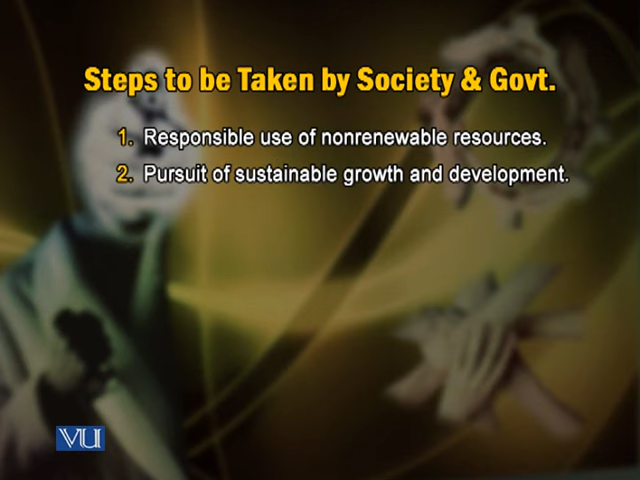 Steps to be Taken by Society & Govt.
1. Responsible use of nonrenewable resources.
2. Pursuit of sustainable growth and development.
VU